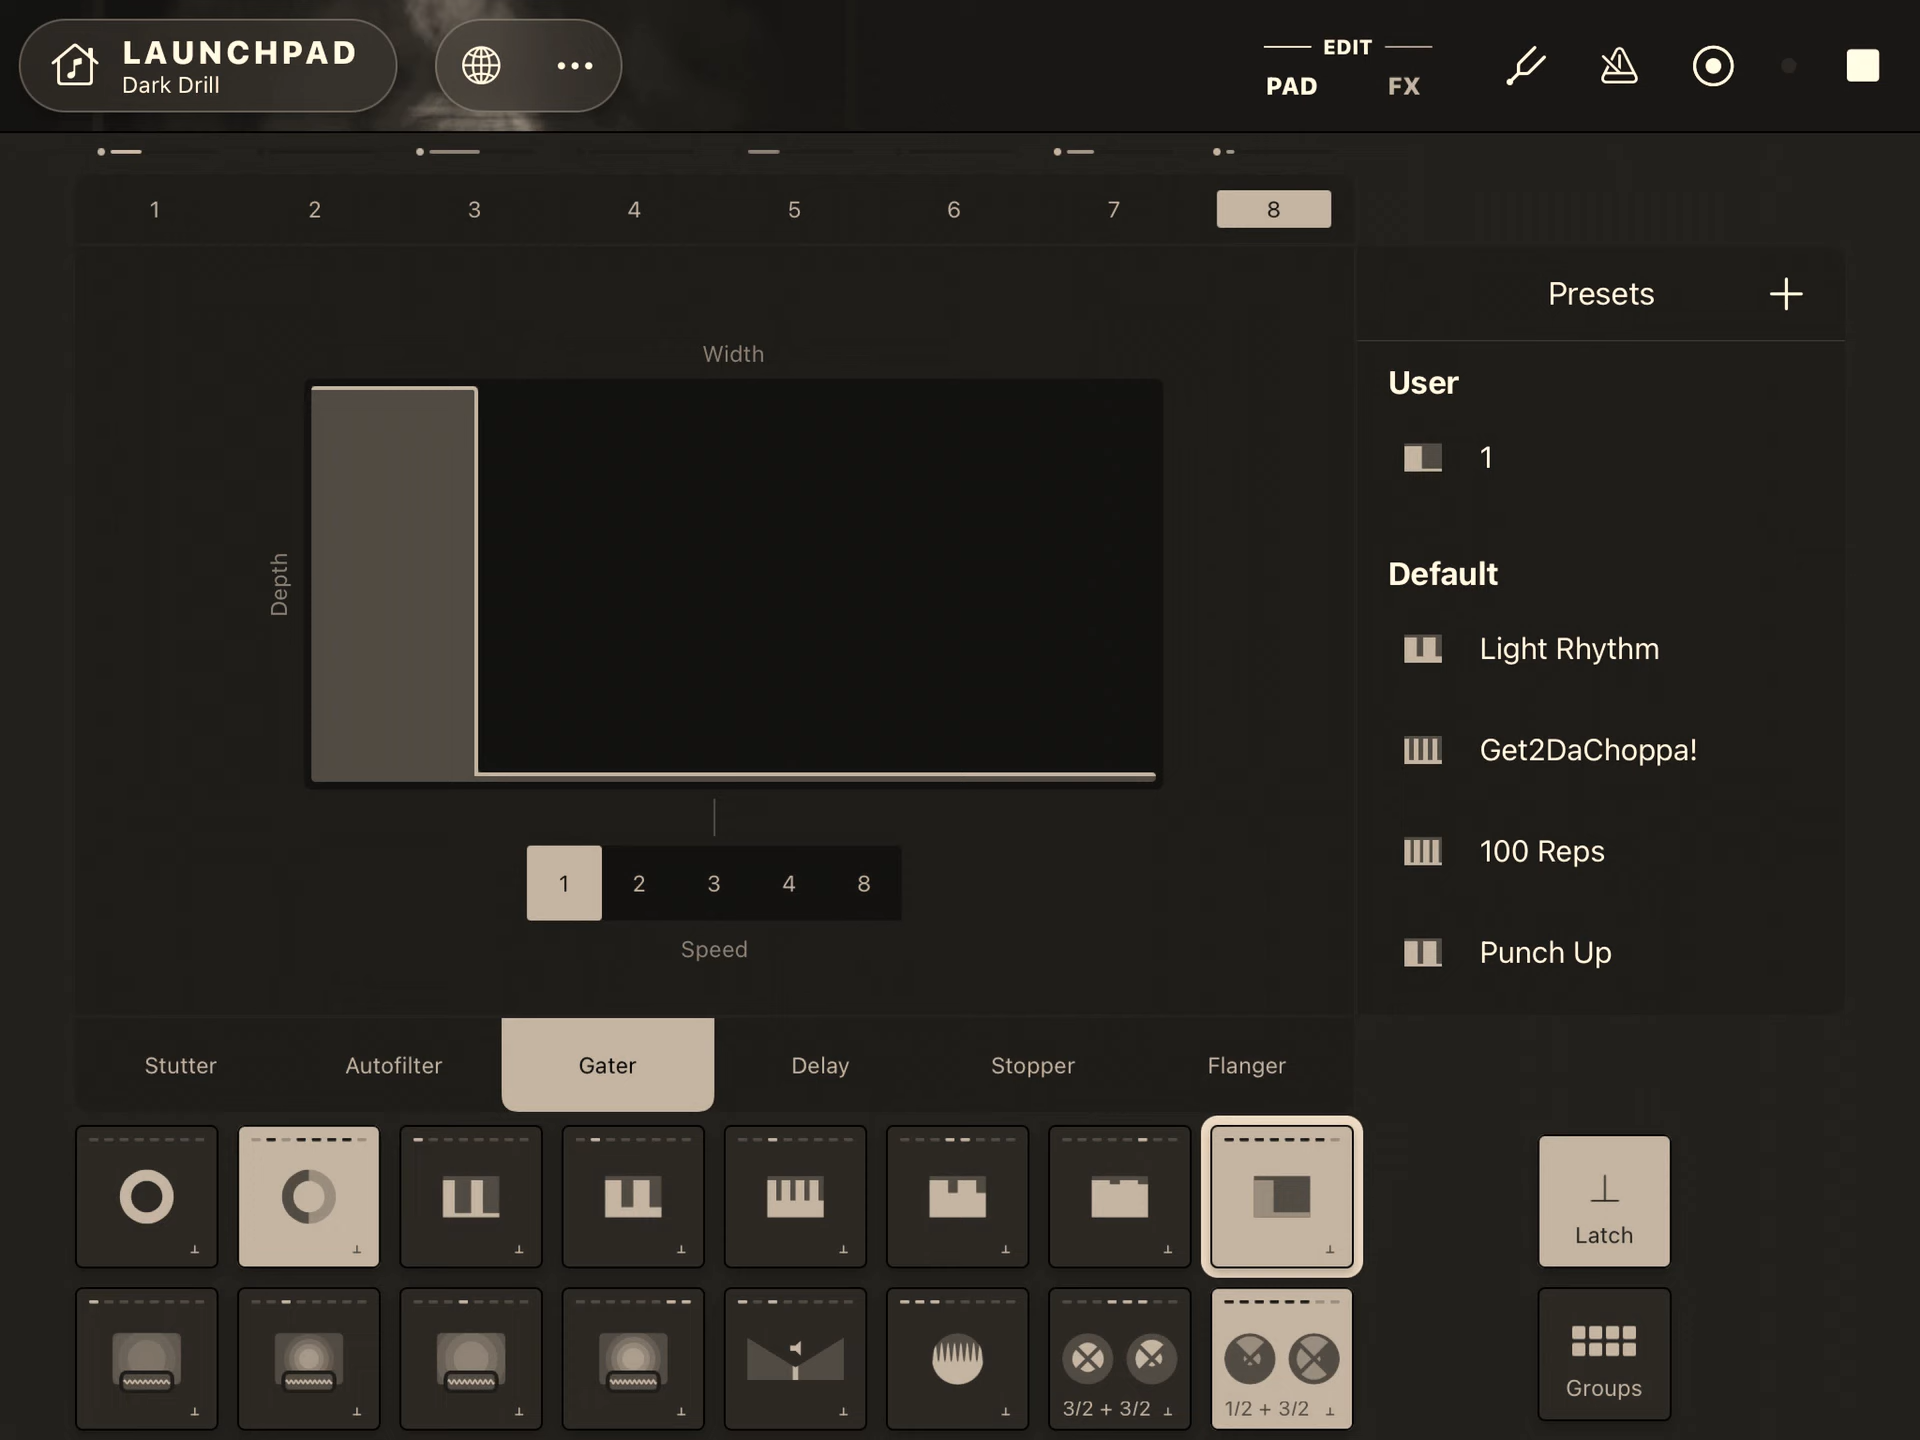 LAUNCHPAD
Dark Drill
EDIT
PAD FX
1 2 3 4 5 6 7 8
Presets
Width
Depth
User
1
Default
Light Rhythm
Get2DaChoppa!
100 Reps
Punch Up
1 2 3 4 8
Speed
Stutter Autofilter Gater Delay Stopper Flanger
Latch
3/2 + 3/2
1/2 + 3/2
Groups